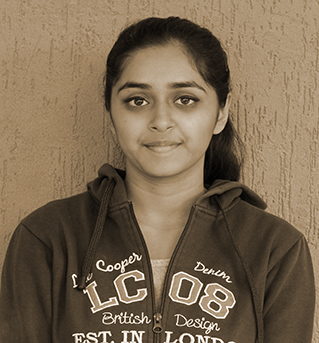 Cooper Denim
LC 08
British Design
EST. IN LONDO